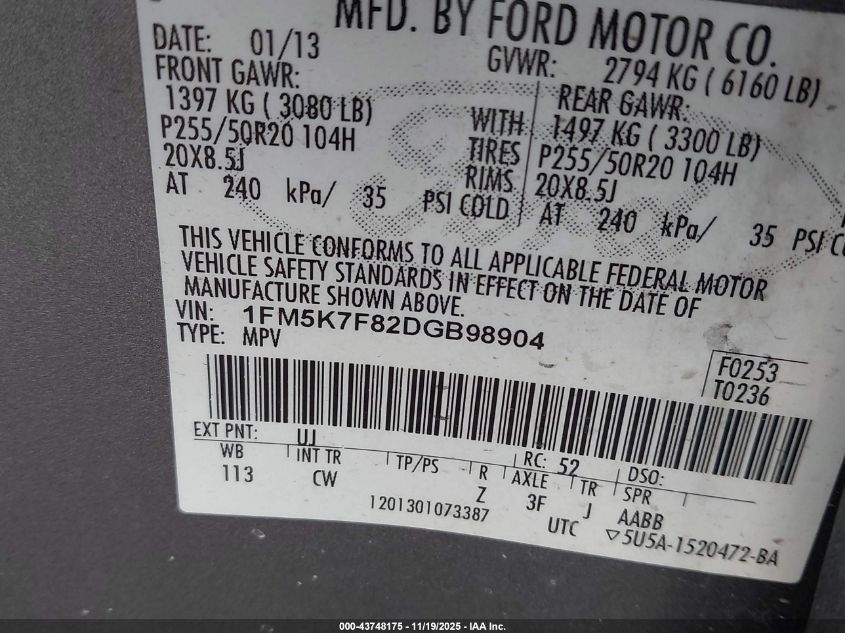 MFD. BY FORD MOTOR CO.
DATE: 01/13
GVWR: 2794 KG ( 6160 LB)
FRONT GAWR:
REAR GAWR:
1397 KG ( 3080 LB)
WITH
1497 KG ( 3300 LB)
P255/50R20 104H
TIRES
P255/50R20 104H
20X8.5J
RIMS
20X8.5J
AT 240 kPa/ 35 PSI COLD
AT 240 kPa/ 35 PSI CO
THIS VEHICLE CONFORMS TO ALL APPLICABLE FEDERAL MOTOR
VEHICLE SAFETY STANDARDS IN EFFECT ON THE DATE OF
MANUFACTURE SHOWN ABOVE.
VIN: 1FM5K7F82DGB98904
TYPE: MPV
F0253
T0236
EXT PNT: UJ
RC: 52
DSO:
WB
INT TR
TP/PS
R
AXLE
TR
SPR
113
CW
Z
3F
J
AABB
1201301073387
UTC
▽5U5A-1520472-BA
000-43748175 - 11/19/2025 - IAA Inc.